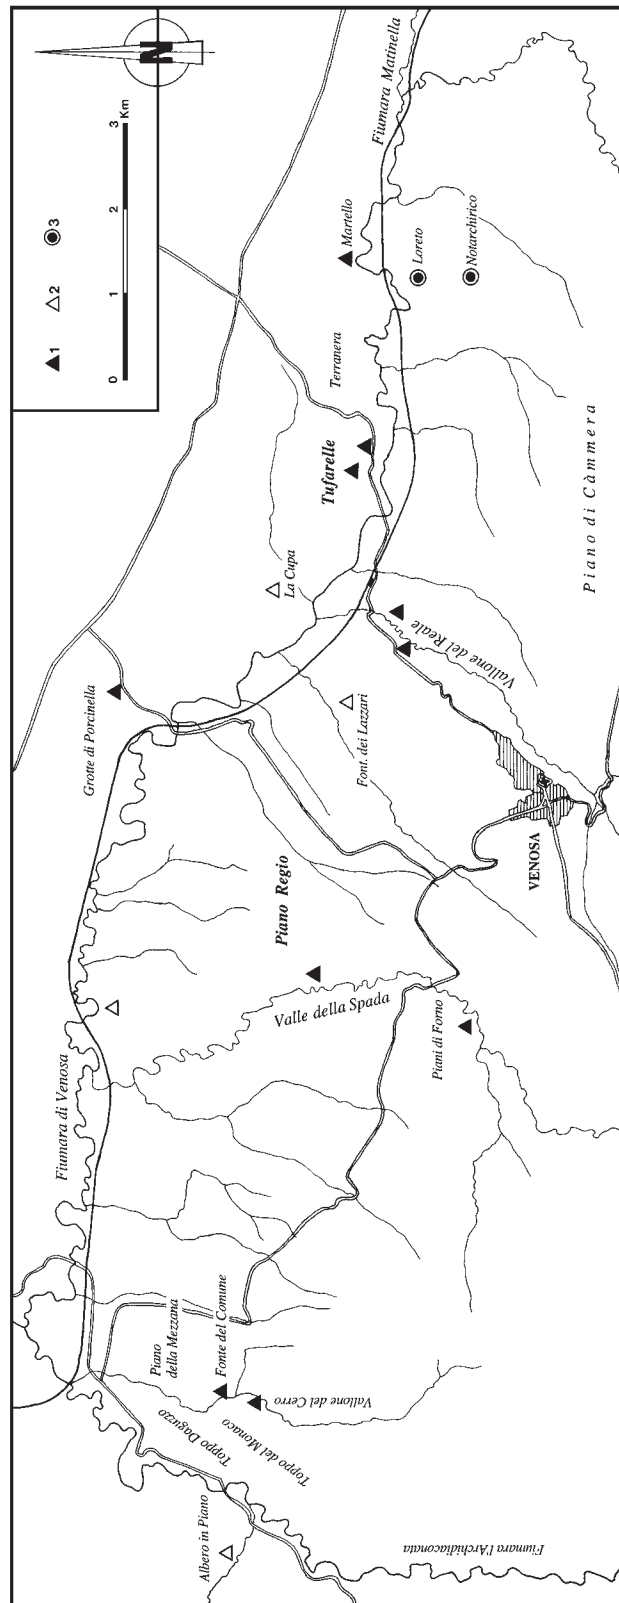 N
1
2
3
0
1
2
3 Km
Fiumara Matinella
Martello
Loreto
Notarchirico
Terranera
Tufarelle
La Cupa
Piano di Càmmera
Vallone del Reale
Grotte di Porcinella
Font. dei Lazzari
VENOSA
Piano Regio
Valle della Spada
Piani di Forno
Fiumara di Venosa
Piano
della Mezzana
Fonte del Comune
Vallone del Cerro
Toppo Daguzzo
Toppo del Monaco
Albero in Piano
Fiumara l'Archidiaconata